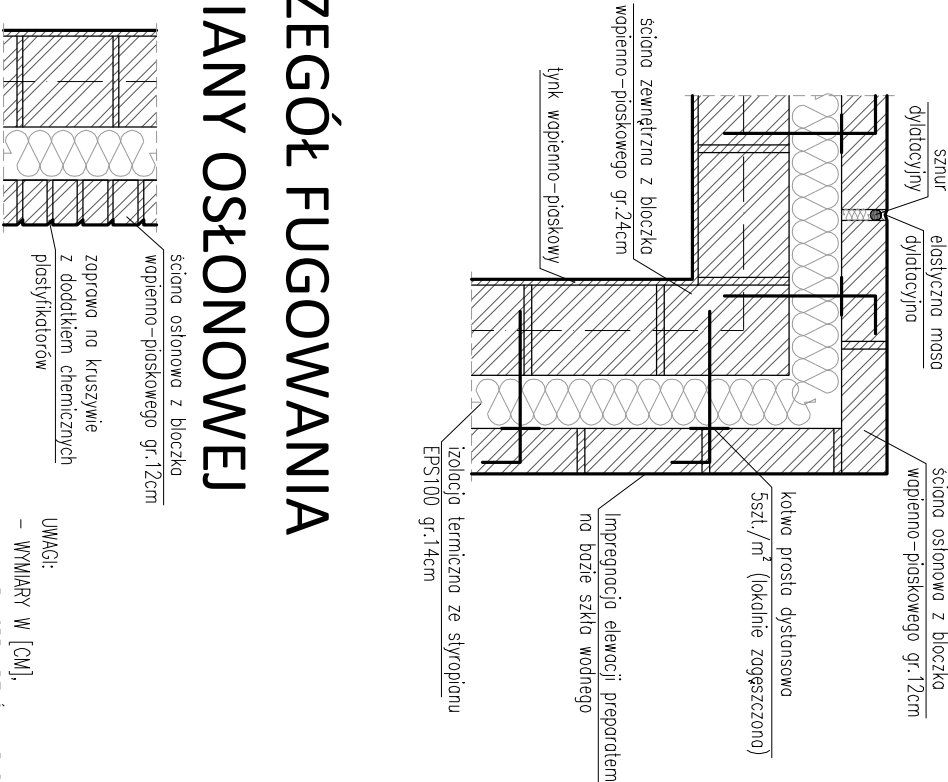 sznur
dylatacyjny
elastyczna masa
dylatacyjna
ściana osłonowa z bloczka
wapienno-piaskowego gr.12cm
ściana zewnętrzna z bloczka
wapienno-piaskowego gr.24cm
tynk wapienno-piaskowy
kotwa prosta dystansowa
5szt./m² (lokalnie zagęszczona)
Impregnacja elewacji preparatem
na bazie szkła wodnego
izolacja termiczna ze styropianu
EPS100 gr.14cm
ZEGÓŁ FUGOWANIA
IANY OSŁONOWEJ
ściana osłonowa z bloczka
wapienno-piaskowego gr.12cm
zaprawa na kruszywie
z dodatkiem chemicznych
plastyfikatorów
UWAGI:
- WYMIARY W [CM],